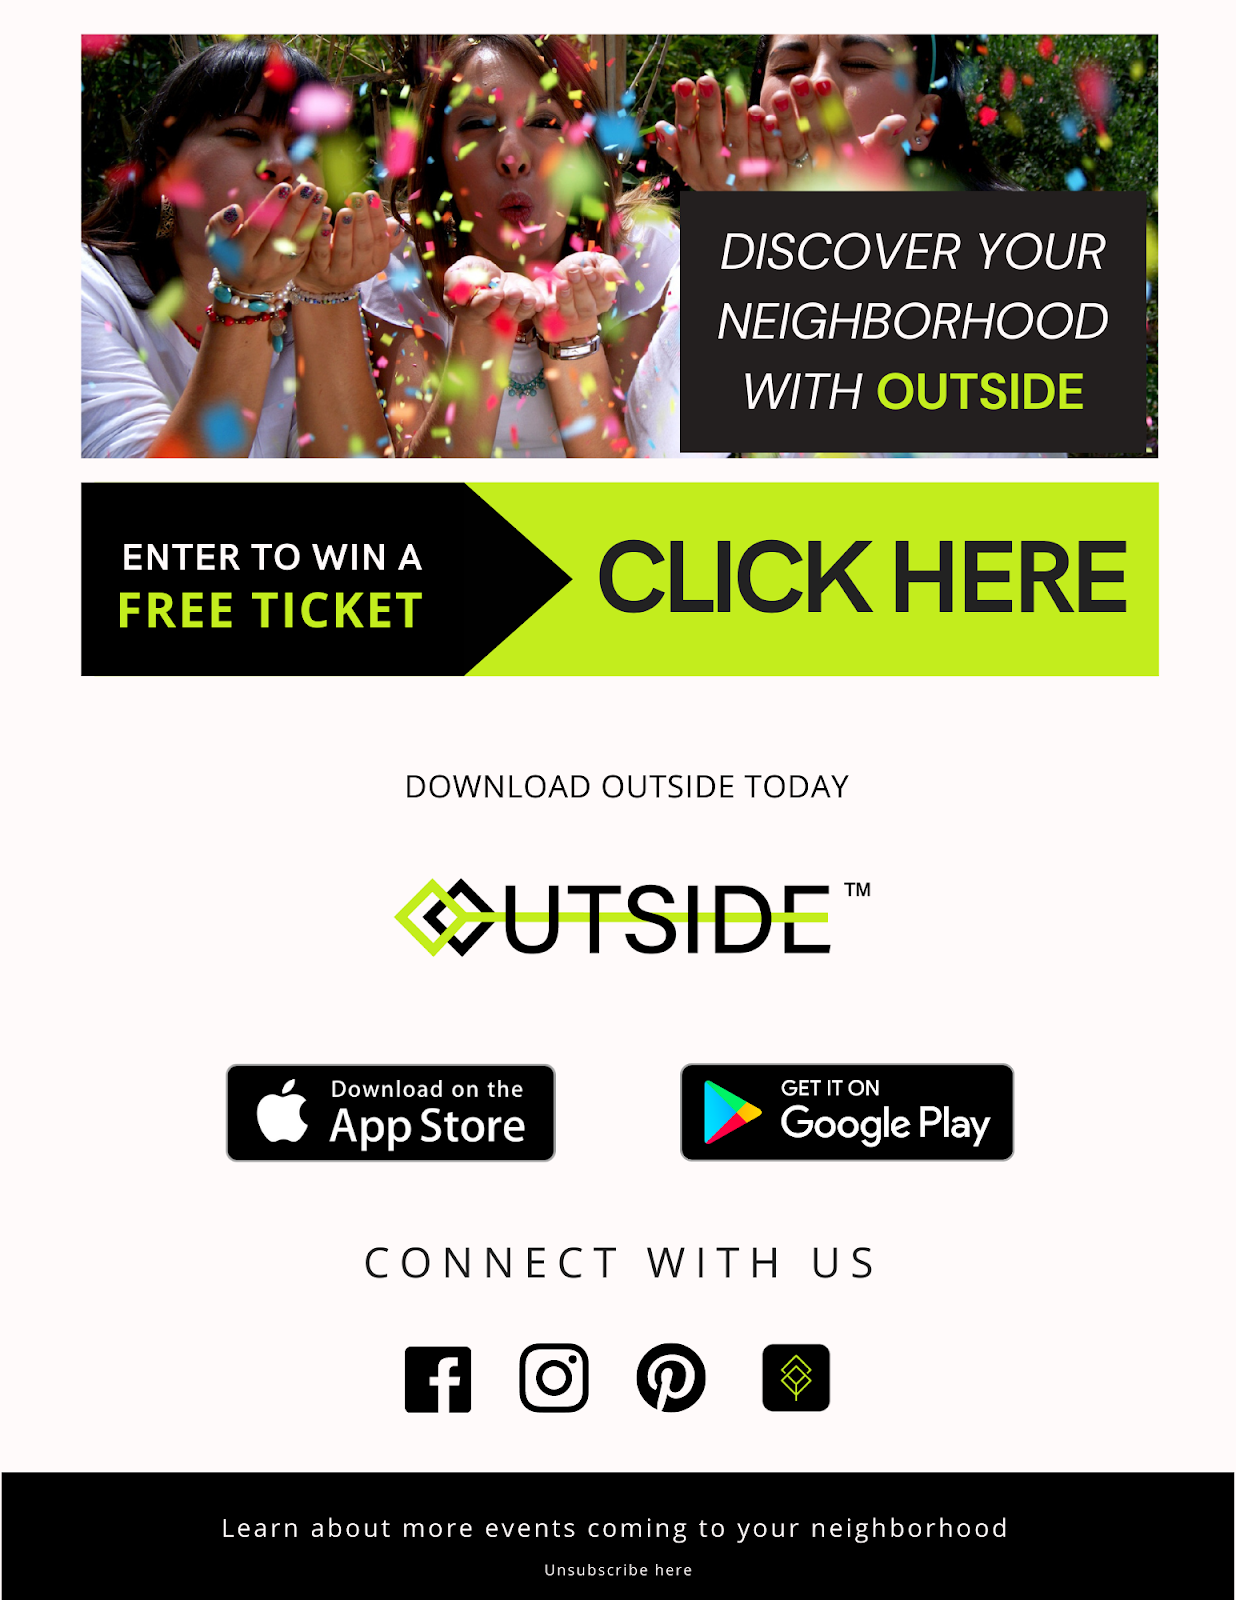 DISCOVER YOUR
NEIGHBORHOOD
WITH OUTSIDE
ENTER TO WIN A
FREE TICKET
CLICK HERE
DOWNLOAD OUTSIDE TODAY
OUTSIDE™
Download on the
App Store
GET IT ON
Google Play
CONNECT WITH US
Learn about more events coming to your neighborhood
Unsubscribe here